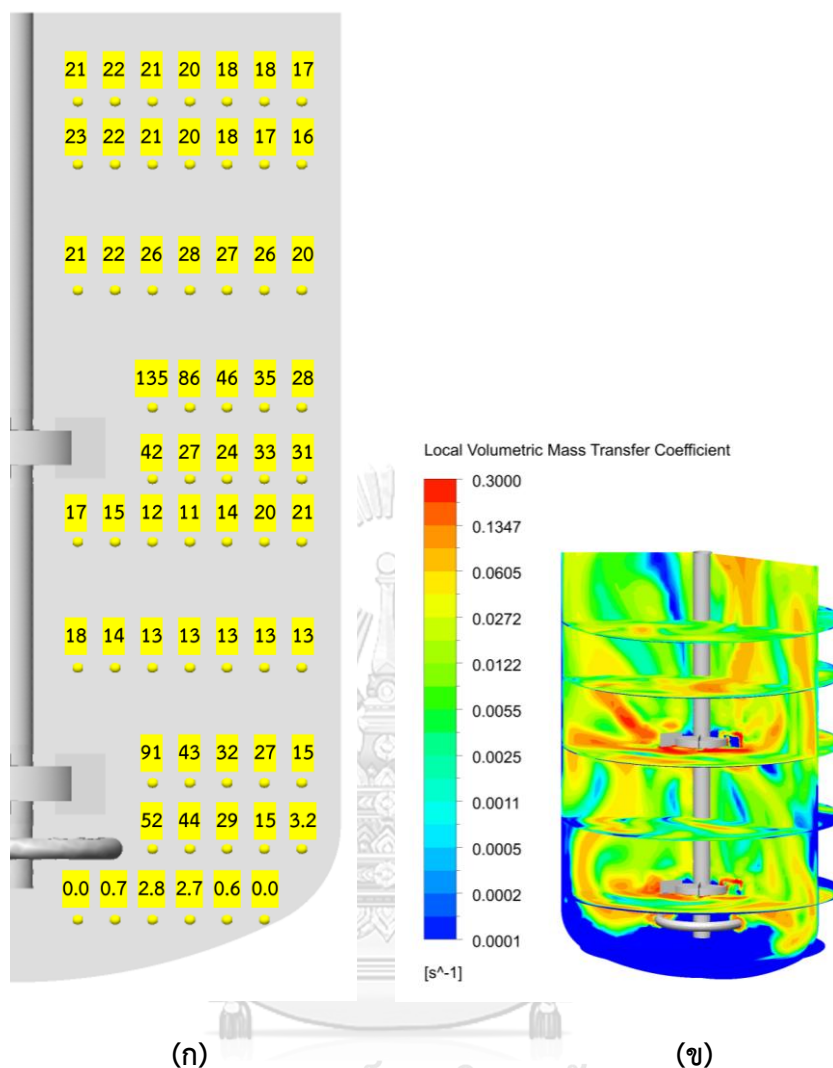 21 22 21 20 18 18 17
23 22 21 20 18 17 16
21 22 26 28 27 26 20
135 86 46 35 28
42 27 24 33 31
17 15 12 11 14 20 21
18 14 13 13 13 13 13
91 43 32 27 15
52 44 29 15 3.2
0.0 0.7 2.8 2.7 0.6 0.0
(ก)
Local Volumetric Mass Transfer Coefficient
0.3000
0.1347
0.0605
0.0272
0.0122
0.0055
0.0025
0.0011
0.0005
0.0002
0.0001
[s^-1]
(ข)